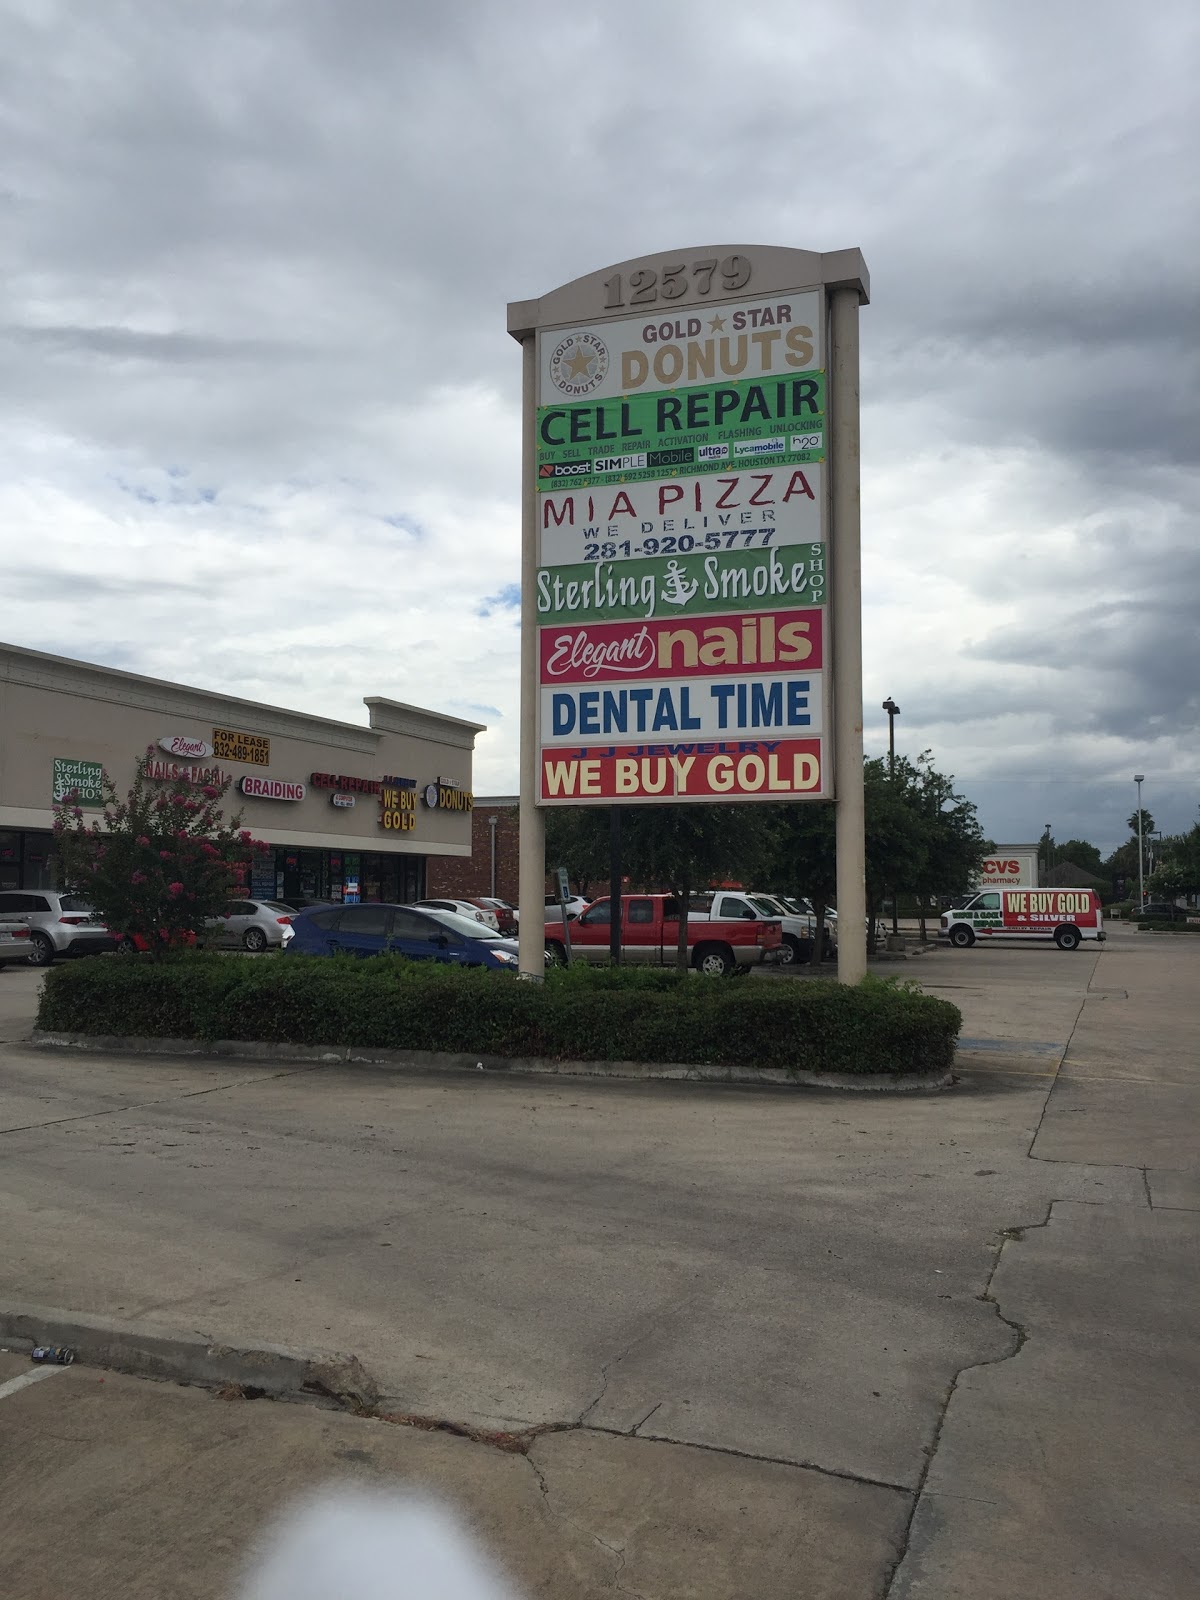 12579
GOLD STAR
DONUTS
GOLD STAR
DONUTS
CELL REPAIR
BUY SELL TRADE REPAIR ACTIVATION FLASHING UNLOCKING
boost SIMPLE Mobile ultra Lycamobile h2o
RICHMOND AVE. HOUSTON TX 77082
MIA PIZZA
WE DELIVER
281-920-5777
Sterling Smoke SHOP
Elegant nails
DENTAL TIME
J J JEWELRY
WE BUY GOLD
Sterling
Smoke
SHOP
Elegant
NAILS & FACIAL
FOR LEASE
832-489-1851
BRAIDING
CELL REPAIR
WE BUY
GOLD
DONUTS
CVS
pharmacy
WE BUY GOLD
& SILVER